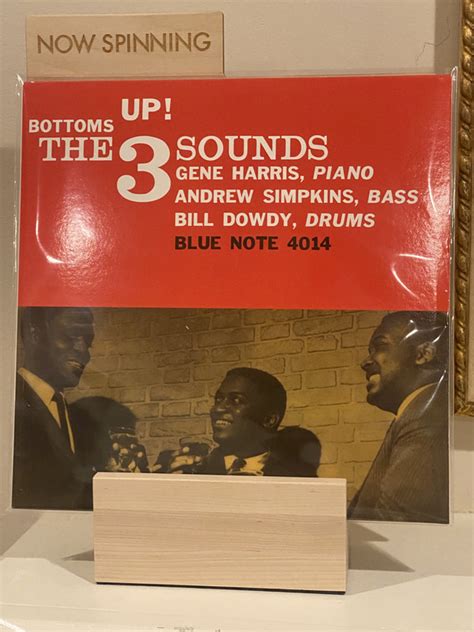 NOW SPINNING
BOTTOMS UP!
THE 3 SOUNDS
GENE HARRIS, PIANO
ANDREW SIMPKINS, BASS
BILL DOWDY, DRUMS
BLUE NOTE 4014